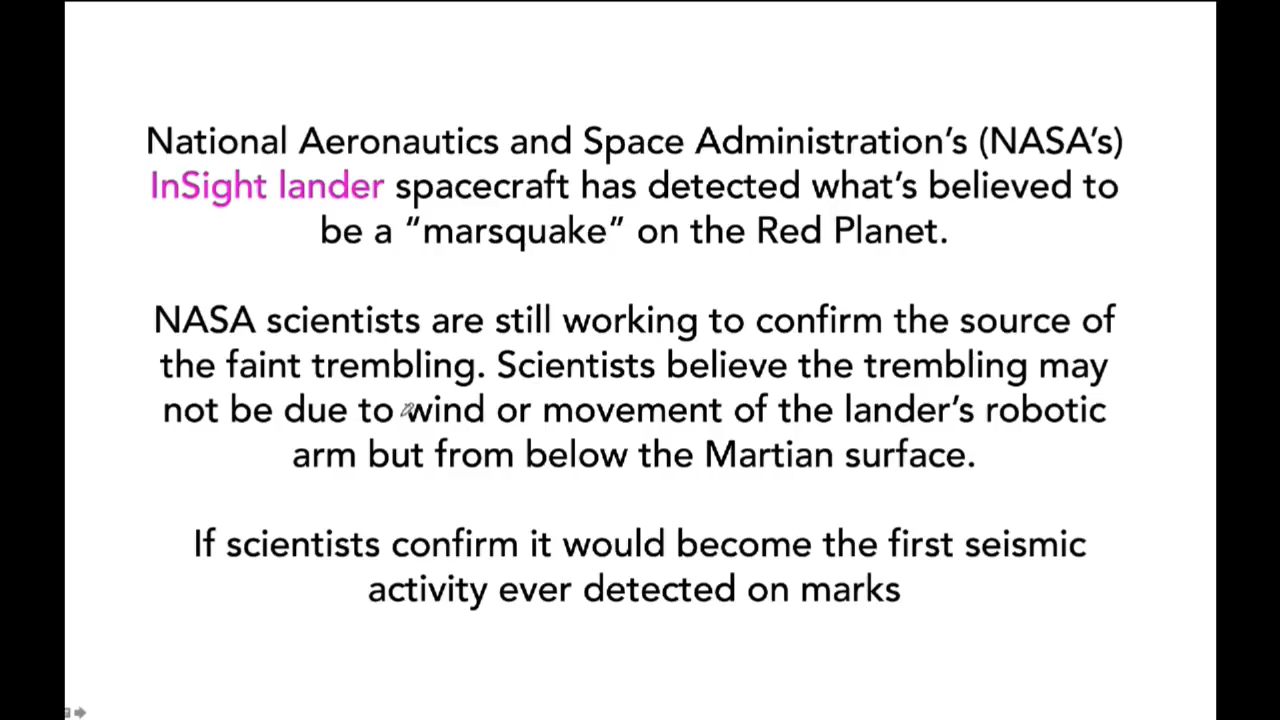 National Aeronautics and Space Administration’s (NASA’s)
InSight lander spacecraft has detected what’s believed to
be a “marsquake” on the Red Planet.
NASA scientists are still working to confirm the source of
the faint trembling. Scientists believe the trembling may
not be due to wind or movement of the lander’s robotic
arm but from below the Martian surface.
If scientists confirm it would become the first seismic
activity ever detected on marks